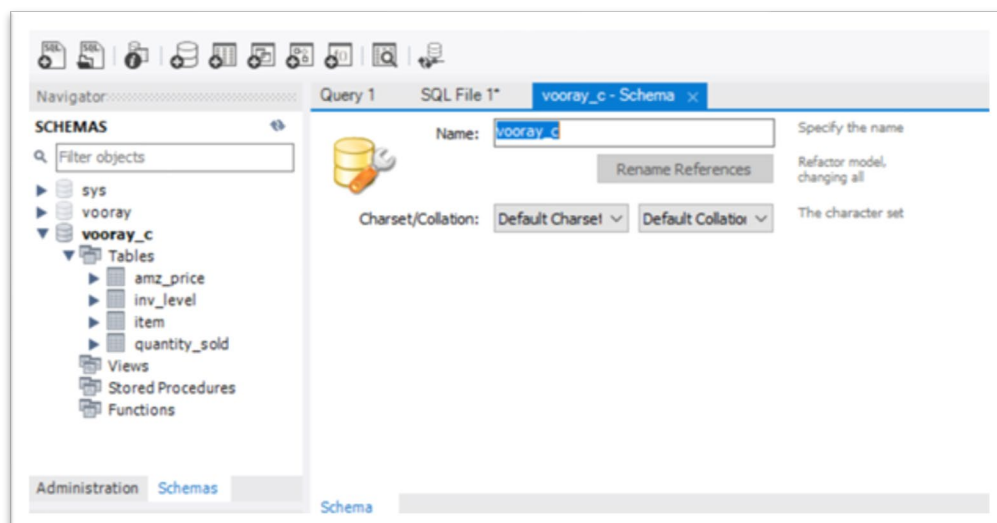 Navigator
Query 1
SQL File 1*
vooray_c - Schema
SCHEMAS
Filter objects
sys
vooray
vooray_c
Tables
amz_price
inv_level
item
quantity_sold
Views
Stored Procedures
Functions
Administration
Schemas
Name:
vooray_c
Specify the name
Rename References
Refactor model,
changing all
Charset/Collation:
Default Charset
Default Collation
The character set
Schema